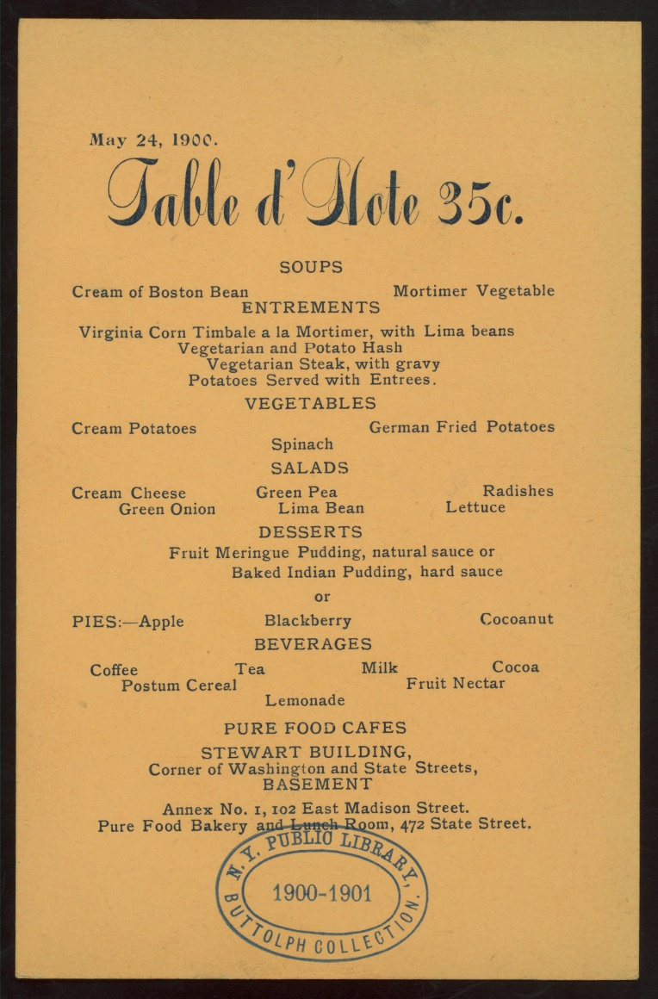 May 24, 1900.
Table d'Hote 35c.
SOUPS
Cream of Boston Bean Mortimer Vegetable
ENTREMENTS
Virginia Corn Timbale a la Mortimer, with Lima beans
Vegetarian and Potato Hash
Vegetarian Steak, with gravy
Potatoes Served with Entrees.
VEGETABLES
Cream Potatoes German Fried Potatoes
Spinach
SALADS
Cream Cheese Green Pea Radishes
Green Onion Lima Bean Lettuce
DESSERTS
Fruit Meringue Pudding, natural sauce or
Baked Indian Pudding, hard sauce
or
PIES:—Apple Blackberry Cocoanut
BEVERAGES
Coffee Tea Milk Cocoa
Postum Cereal Fruit Nectar
Lemonade
PURE FOOD CAFES
STEWART BUILDING,
Corner of Washington and State Streets,
BASEMENT
Annex No. 1, 102 East Madison Street.
Pure Food Bakery and Lunch Room, 472 State Street.
N. Y. PUBLIC LIBRARY,
1900-1901
BUTTOLPH COLLECTION.